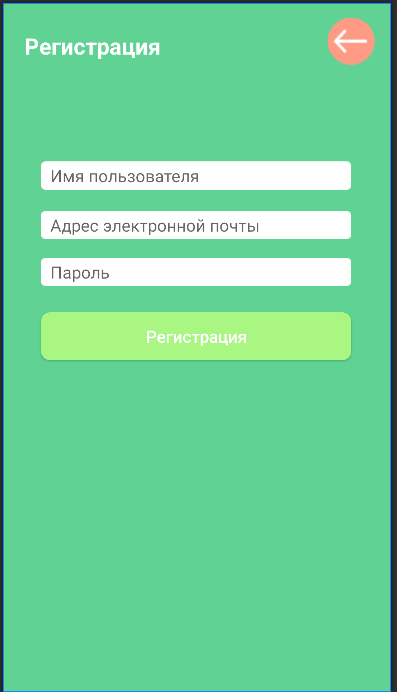 Регистрация
Имя пользователя
Адрес электронной почты
Пароль
Регистрация